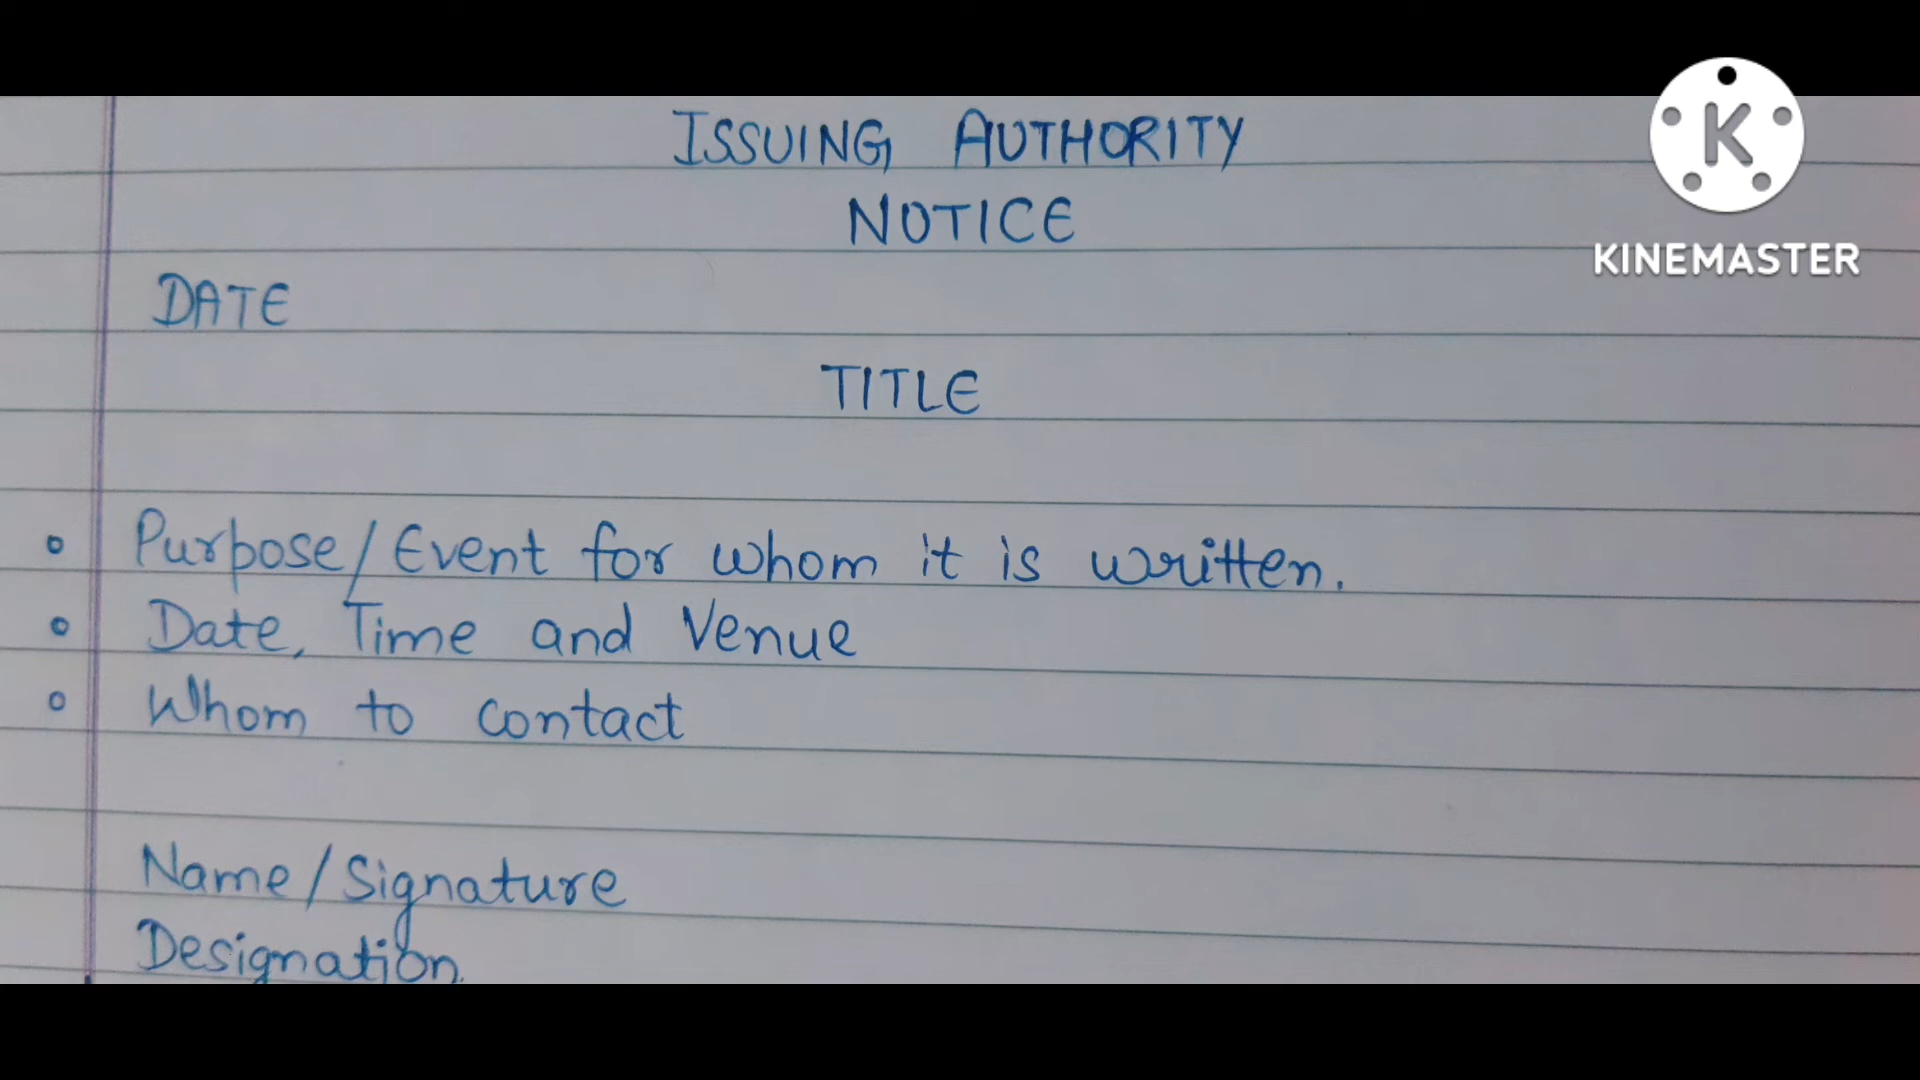 ISSUING AUTHORITY
NOTICE
K
KINEMASTER
DATE
TITLE
Purpose/Event for whom it is written.
Date, Time and Venue
Whom to contact
Name/Signature
Designation.